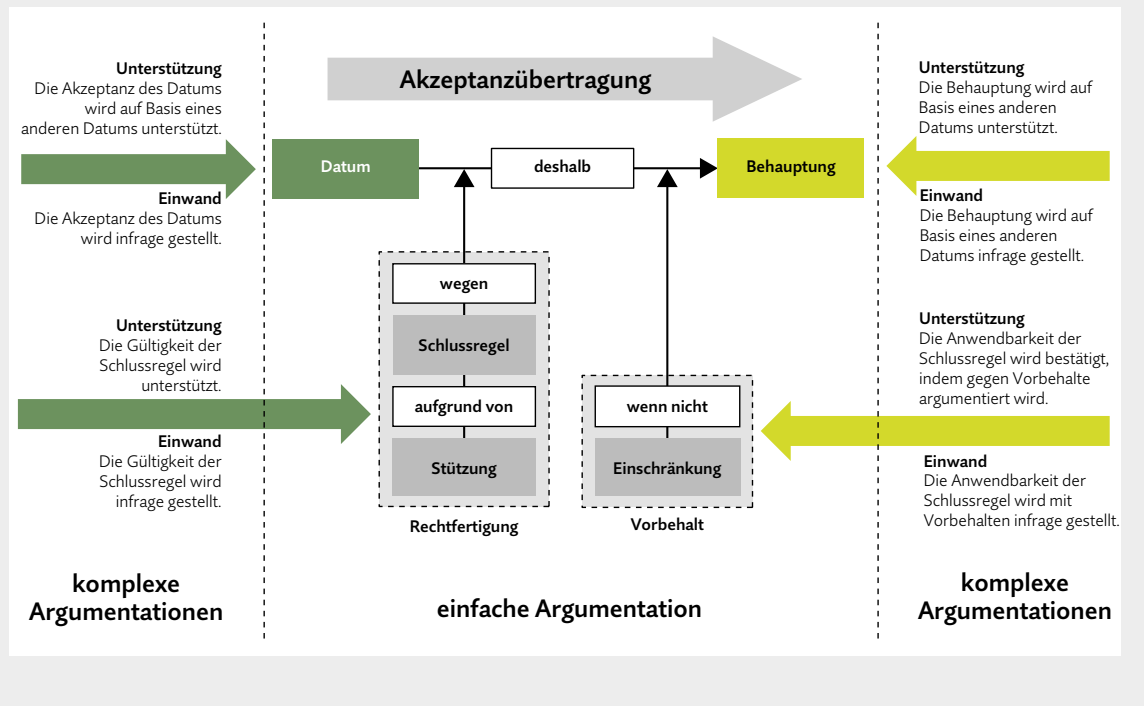 Unterstützung
Die Akzeptanz des Datums
wird auf Basis eines
anderen Datums unterstützt.
Einwand
Die Akzeptanz des Datums
wird infrage gestellt.
Unterstützung
Die Gültigkeit der
Schlussregel wird
unterstützt.
Einwand
Die Gültigkeit der
Schlussregel wird
infrage gestellt.
komplexe
Argumentationen
Akzeptanzübertragung
Datum
deshalb
Behauptung
wegen
Schlussregel
aufgrund von
Stützung
Rechtfertigung
wenn nicht
Einschränkung
Vorbehalt
einfache Argumentation
Unterstützung
Die Behauptung wird auf
Basis eines anderen
Datums unterstützt.
Einwand
Die Behauptung wird auf
Basis eines anderen
Datums infrage gestellt.
Unterstützung
Die Anwendbarkeit der
Schlussregel wird bestätigt,
indem gegen Vorbehalte
argumentiert wird.
Einwand
Die Anwendbarkeit der
Schlussregel wird mit
Vorbehalten infrage gestellt.
komplexe
Argumentationen